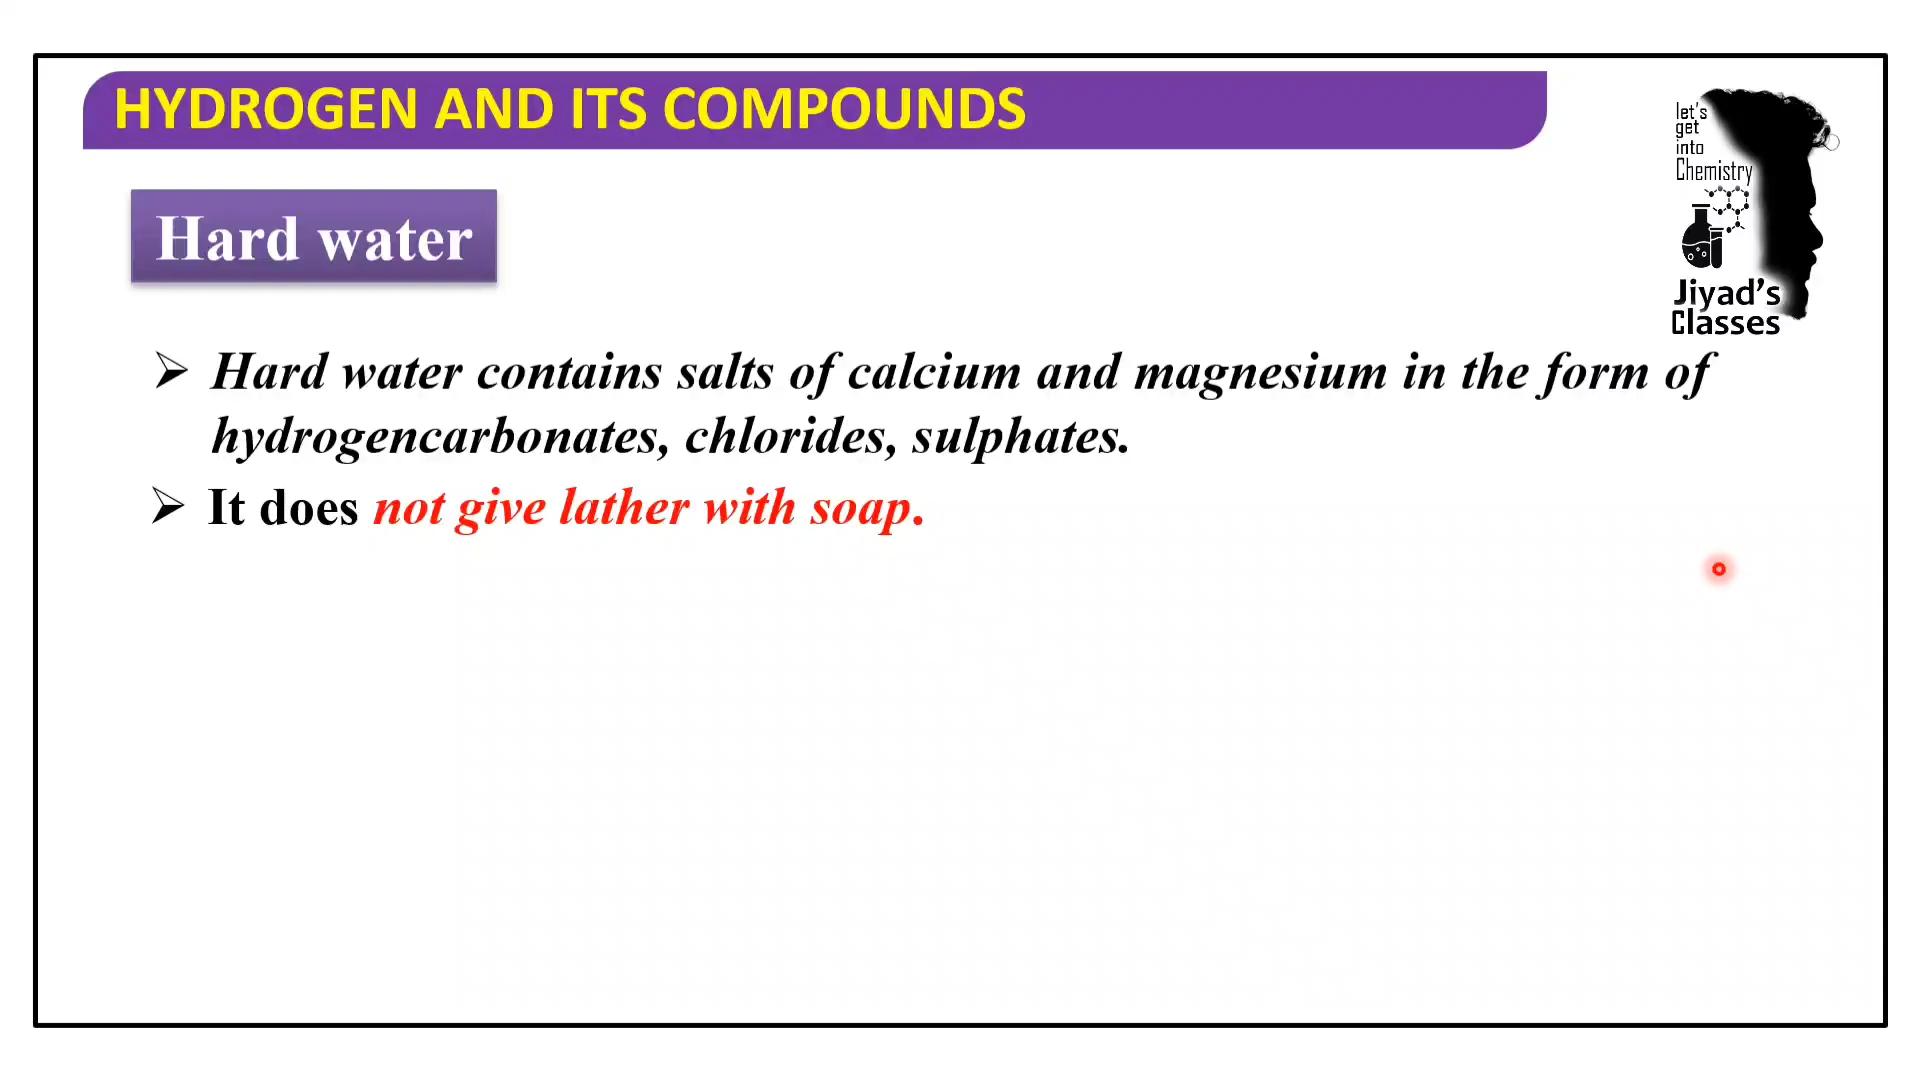 HYDROGEN AND ITS COMPOUNDS
let's
get
into
Chemistry
Jiyad's
Classes
Hard water
➢ Hard water contains salts of calcium and magnesium in the form of
hydrogencarbonates, chlorides, sulphates.
➢ It does not give lather with soap.